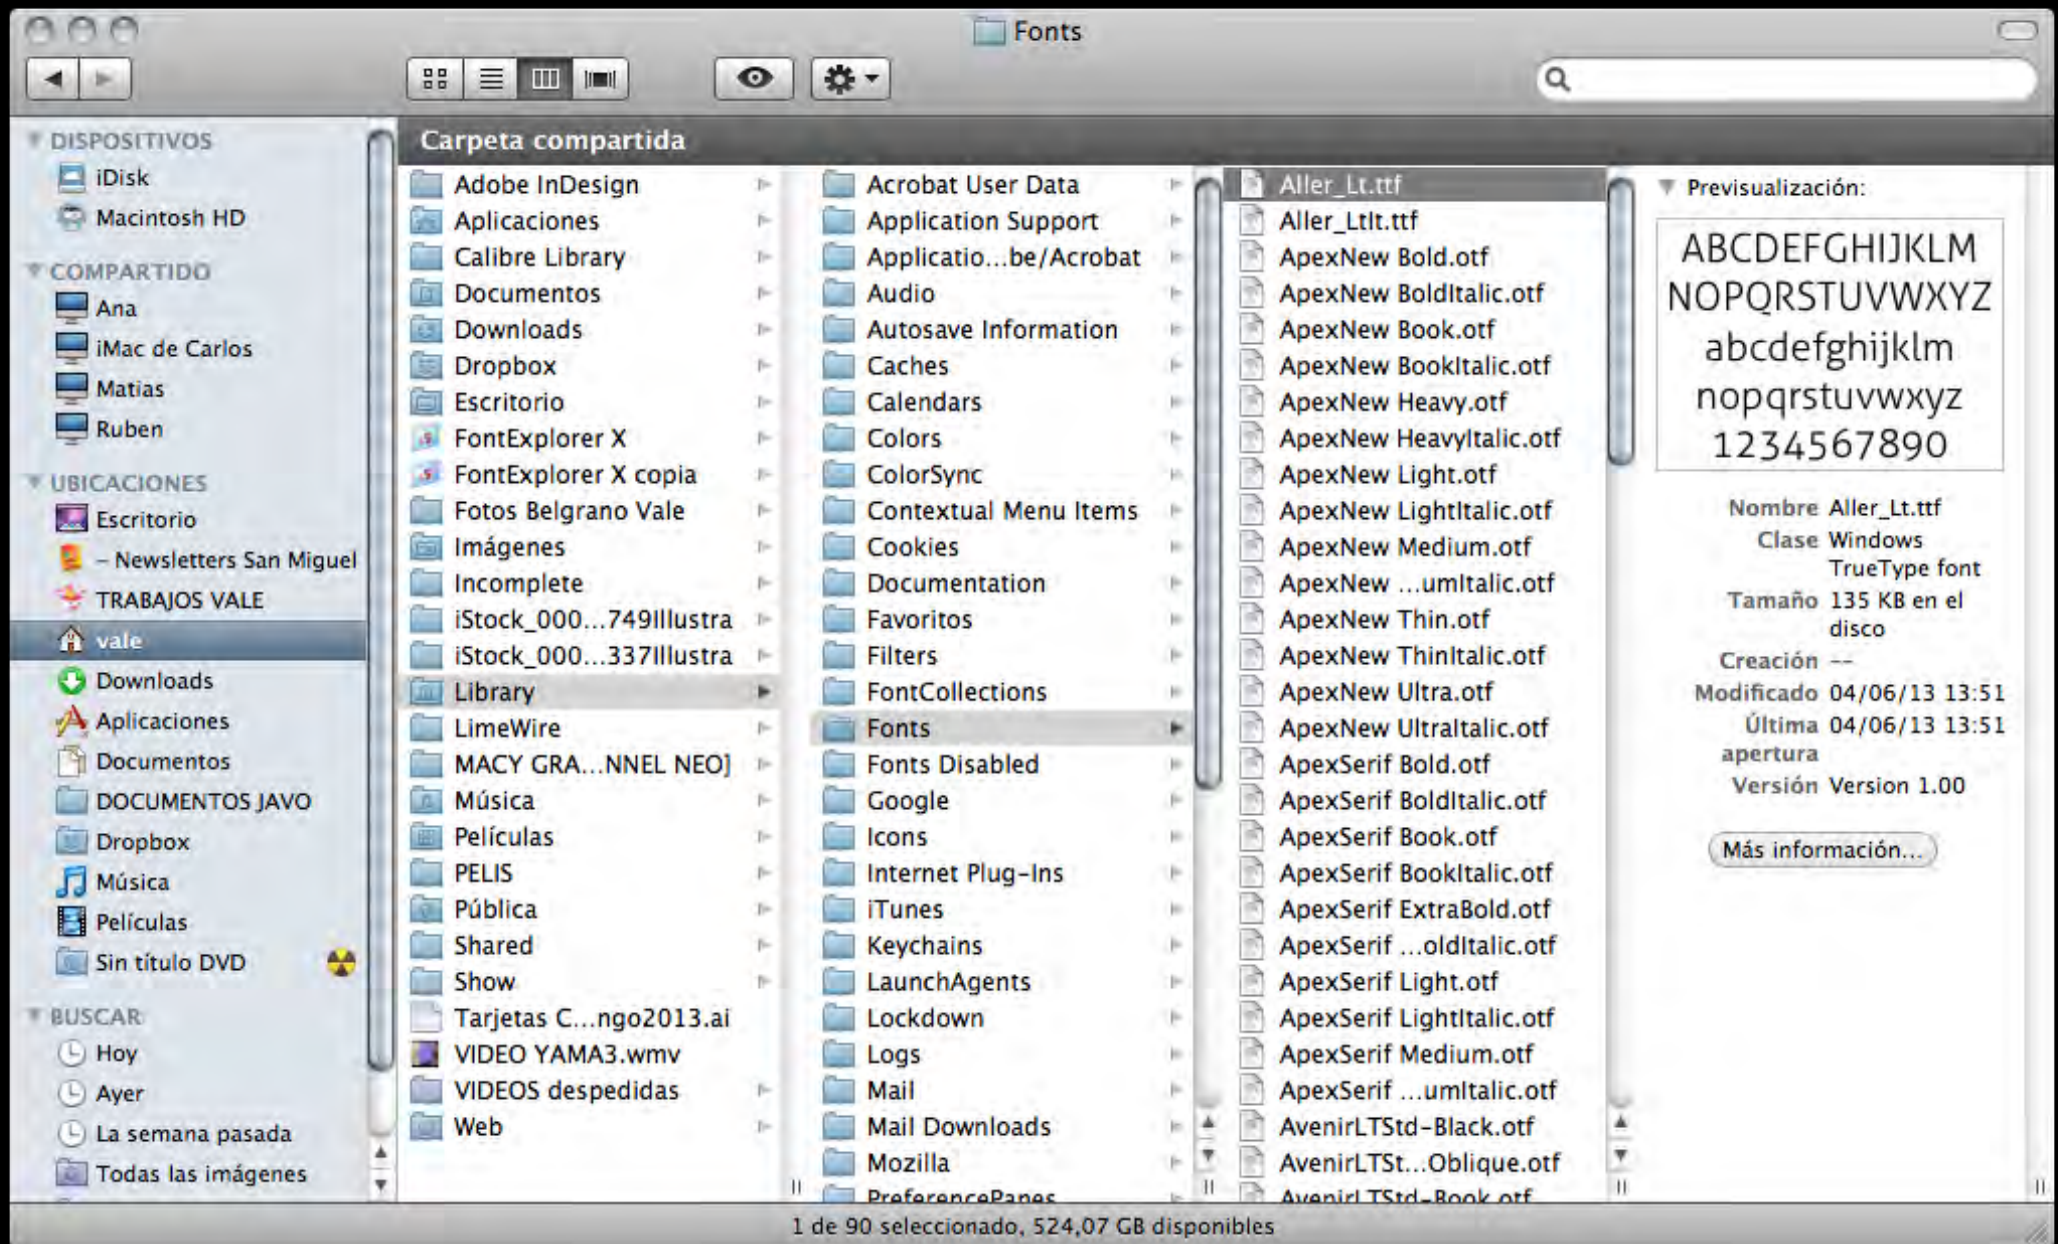 Fonts
DISPOSITIVOS
iDisk
Macintosh HD
COMPARTIDO
Ana
iMac de Carlos
Matias
Ruben
UBICACIONES
Escritorio
– Newsletters San Miguel
TRABAJOS VALE
vale
Downloads
Aplicaciones
Documentos
DOCUMENTOS JAVO
Dropbox
Música
Películas
Sin título DVD
BUSCAR
Hoy
Ayer
La semana pasada
Todas las imágenes
Carpeta compartida
Adobe InDesign
Aplicaciones
Calibre Library
Documentos
Downloads
Dropbox
Escritorio
FontExplorer X
FontExplorer X copia
Fotos Belgrano Vale
Imágenes
Incomplete
iStock_000...749Illustra
iStock_000...337Illustra
Library
LimeWire
MACY GRA...NNEL NEO]
Música
Películas
PELIS
Pública
Shared
Show
Tarjetas C...ngo2013.ai
VIDEO YAMA3.wmv
VIDEOS despedidas
Web
Acrobat User Data
Application Support
Applicatio...be/Acrobat
Audio
Autosave Information
Caches
Calendars
Colors
ColorSync
Contextual Menu Items
Cookies
Documentation
Favoritos
Filters
FontCollections
Fonts
Fonts Disabled
Google
Icons
Internet Plug-Ins
iTunes
Keychains
LaunchAgents
Lockdown
Logs
Mail
Mail Downloads
Mozilla
PreferencePanes
Aller_Lt.ttf
Aller_LtIt.ttf
ApexNew Bold.otf
ApexNew BoldItalic.otf
ApexNew Book.otf
ApexNew BookItalic.otf
ApexNew Heavy.otf
ApexNew HeavyItalic.otf
ApexNew Light.otf
ApexNew LightItalic.otf
ApexNew Medium.otf
ApexNew ...umItalic.otf
ApexNew Thin.otf
ApexNew ThinItalic.otf
ApexNew Ultra.otf
ApexNew UltraItalic.otf
ApexSerif Bold.otf
ApexSerif BoldItalic.otf
ApexSerif Book.otf
ApexSerif BookItalic.otf
ApexSerif ExtraBold.otf
ApexSerif ...oldItalic.otf
ApexSerif Light.otf
ApexSerif LightItalic.otf
ApexSerif Medium.otf
ApexSerif ...umItalic.otf
AvenirLTStd-Black.otf
AvenirLTSt...Oblique.otf
AvenirLTStd-Book.otf
Previsualización:
ABCDEFGHIJKLM
NOPQRSTUVWXYZ
abcdefghijklm
nopqrstuvwxyz
1234567890
Nombre Aller_Lt.ttf
Clase Windows
TrueType font
Tamaño 135 KB en el
disco
Creación --
Modificado 04/06/13 13:51
Última 04/06/13 13:51
apertura
Versión Version 1.00
Más información...
1 de 90 seleccionado, 524,07 GB disponibles